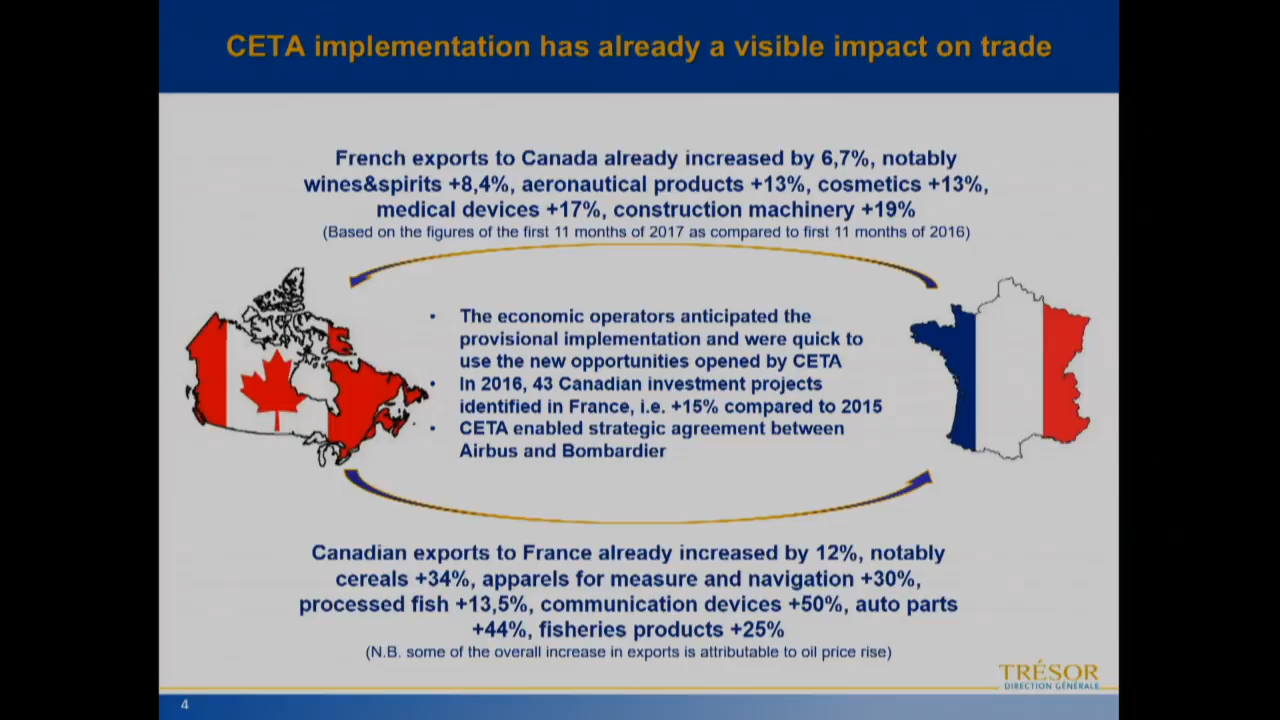 CETA implementation has already a visible impact on trade
French exports to Canada already increased by 6,7%, notably
wines&spirits +8,4%, aeronautical products +13%, cosmetics +13%,
medical devices +17%, construction machinery +19%
(Based on the figures of the first 11 months of 2017 as compared to first 11 months of 2016)
• The economic operators anticipated the
provisional implementation and were quick to
use the new opportunities opened by CETA
• In 2016, 43 Canadian investment projects
identified in France, i.e. +15% compared to 2015
• CETA enabled strategic agreement between
Airbus and Bombardier
Canadian exports to France already increased by 12%, notably
cereals +34%, apparels for measure and navigation +30%,
processed fish +13,5%, communication devices +50%, auto parts
+44%, fisheries products +25%
(N.B. some of the overall increase in exports is attributable to oil price rise)
TRÉSOR
DIRECTION GÉNÉRALE
4